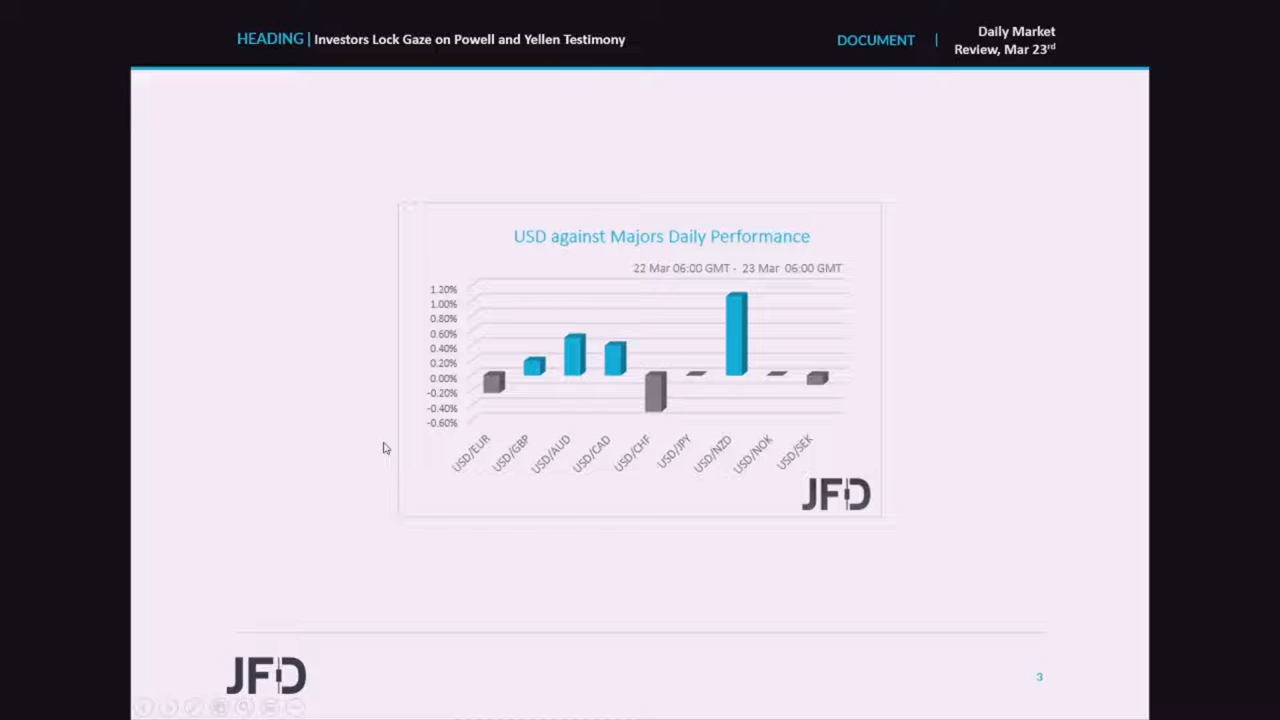 HEADING | Investors Lock Gaze on Powell and Yellen Testimony
DOCUMENT |
Daily Market
Review, Mar 23rd
USD against Majors Daily Performance
22 Mar 06:00 GMT - 23 Mar 06:00 GMT
1.20%
1.00%
0.80%
0.60%
0.40%
0.20%
0.00%
-0.20%
-0.40%
-0.60%
USD/EUR
USD/GBP
USD/AUD
USD/CAD
USD/CHF
USD/JPY
USD/NZD
USD/NOK
USD/SEK
JFD
JFD
3